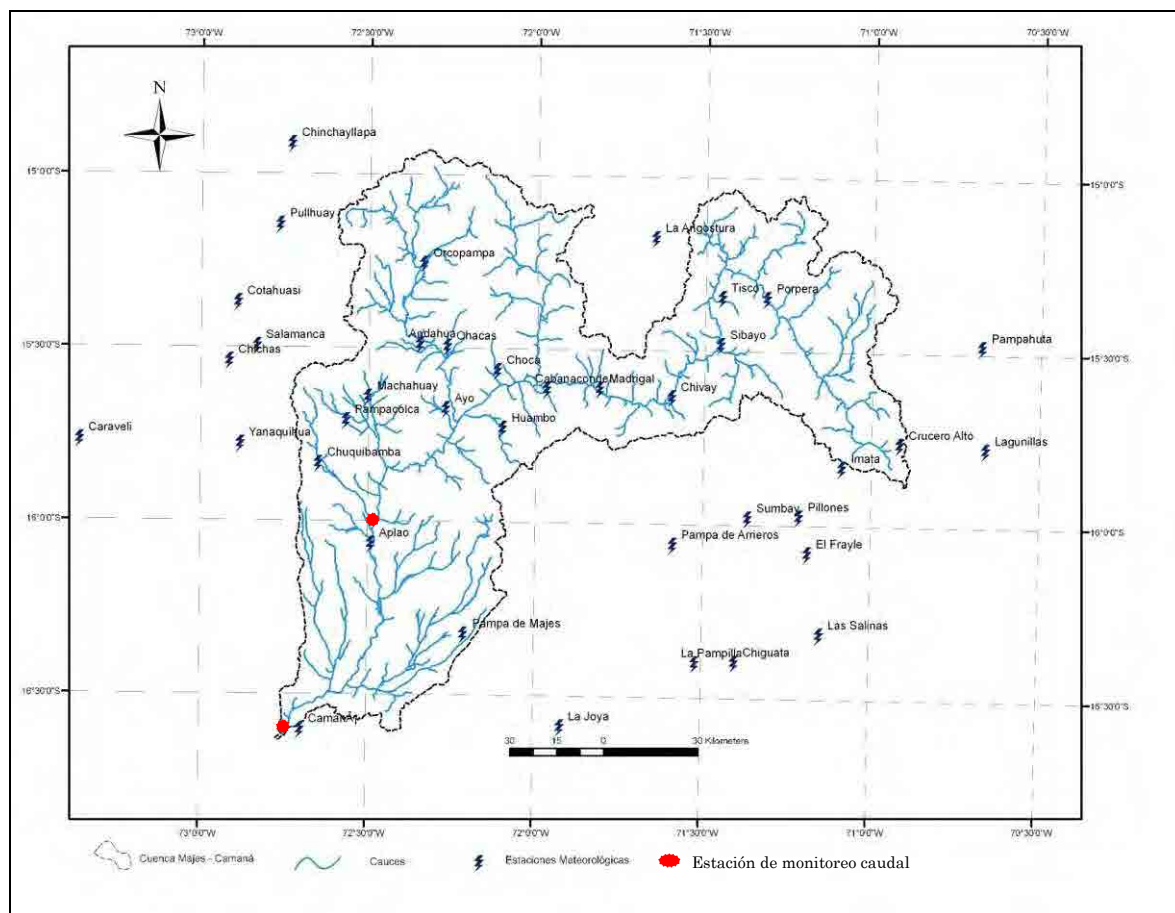 73°0'0"W 72°30'0"W 72°0'0"W 71°30'0"W 71°0'0"W 70°30'0"W
N
Chinchayllapa
15°0'0"S 15°0'0"S
Pullhuay
La Angostura
Orcopampa
Cotahuasi
Tisco Porpera
Salamanca
Andahua
Chacas
Sibayo
Pampahuta
15°30'0"S
15°30'0"S
Chichas
Choco
Machahuay
Cabanaconde Madrigal
Chivay
Ayo
Pampacolca
Huambo
Caraveli
Yanaquihua
Crucero Alto
Lagunillas
Chuquibamba
Imata
16°0'0"S
Sumbay Pillones
16°0'0"S
Aplao
Pampa de Arrieros
El Frayle
Pampa de Majes
Las Salinas
La Pampilla Chiguata
16°30'0"S
16°30'0"S
La Joya
30 15 0 30 Kilometers
73°0'0"W 72°30'0"W 72°0'0"W 71°30'0"W 71°0'0"W 70°30'0"W
Cuenca Majes - Camaná Cauces Estaciones Meteorológicas Estación de monitoreo caudal